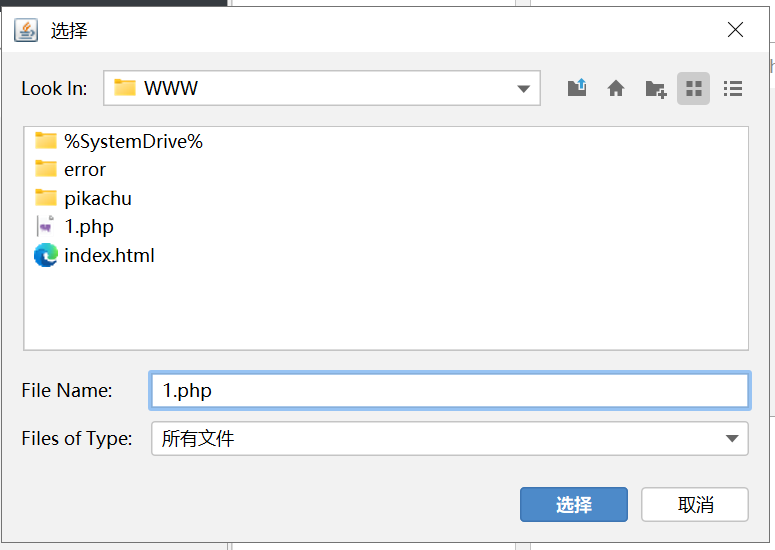 选择
Look In: WWW
%SystemDrive%
error
pikachu
1.php
index.html
File Name: 1.php
Files of Type: 所有文件
选择 取消